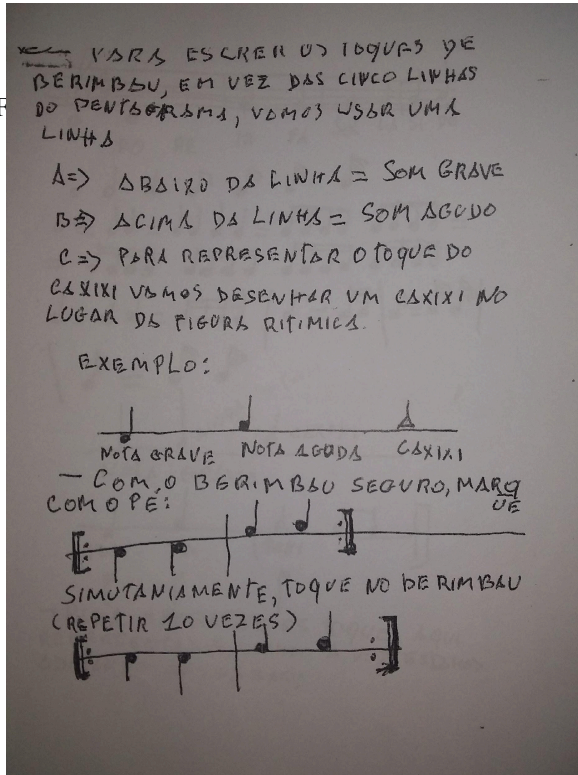 PARA ESCRER OS TOQUES DE
BERIMBAU, EM VEZ DAS CINCO LINHAS
DO PENTAGRAMA, VAMOS USAR UMA
LINHA
A=> ABAIXO DA LINHA = SOM GRAVE
B=> ACIMA DA LINHA = SOM AGUDO
C=> PARA REPRESENTAR O TOQUE DO
CAXIXI VAMOS DESENHAR UM CAXIXI NO
LUGAR DA FIGURA RITIMICA.
EXEMPLO:
NOTA GRAVE NOTA AGUDA CAXIXI
- COM, O BERIMBAU SEGURO, MARQ
UE
COM O PÉ:
SIMUTANIAMENTE, TOQUE NO BERIMBAU
(REPETIR 10 VEZES)